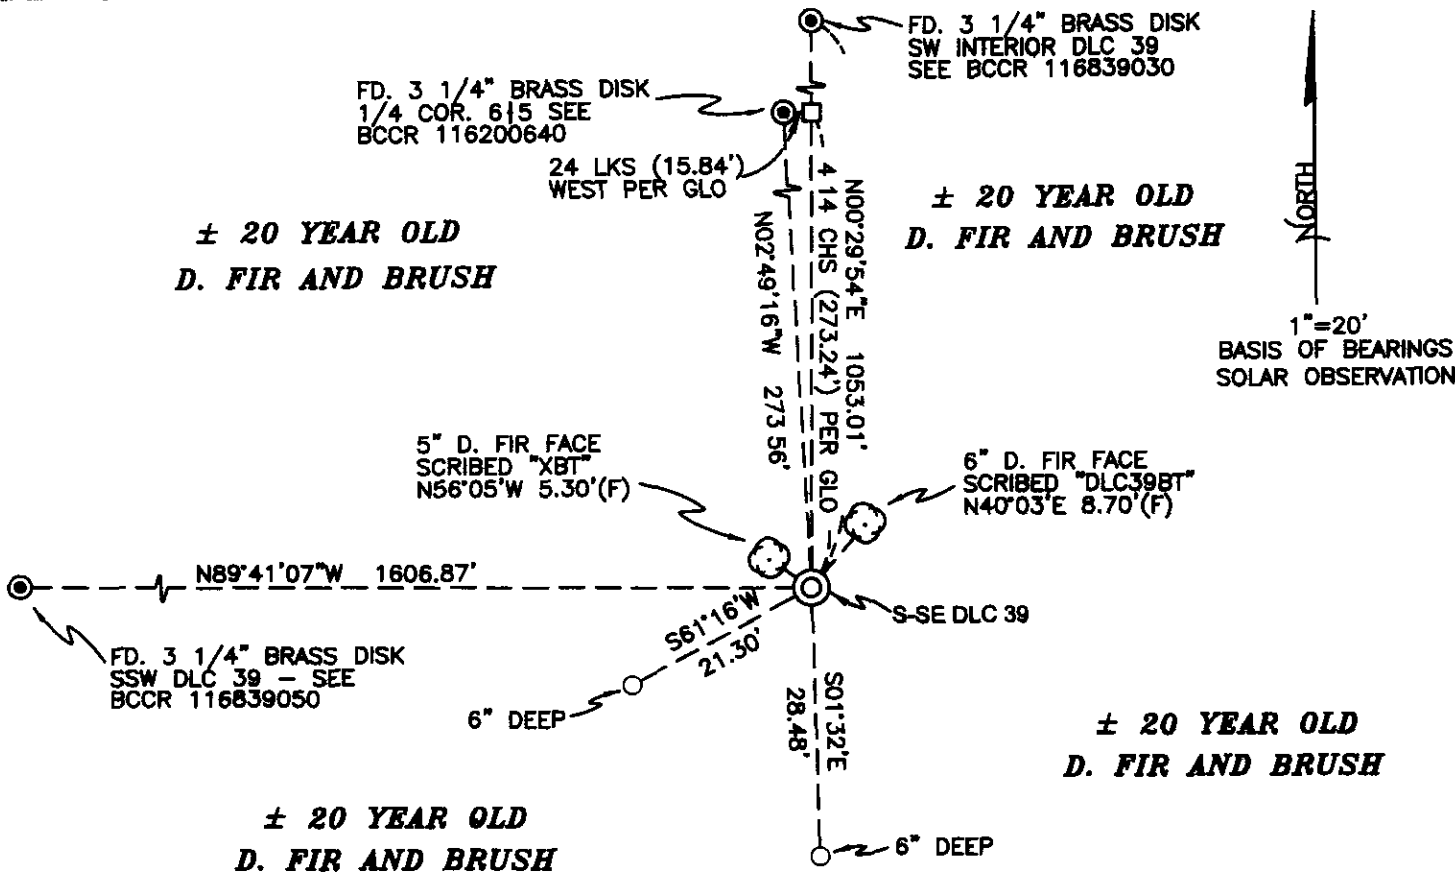 FD. 3 1/4" BRASS DISK
SW INTERIOR DLC 39
SEE BCCR 116839030
FD. 3 1/4" BRASS DISK
1/4 COR. 6|5 SEE
BCCR 116200640
24 LKS (15.84')
WEST PER GLO
± 20 YEAR OLD
D. FIR AND BRUSH
± 20 YEAR OLD
D. FIR AND BRUSH
NORTH
1"=20'
BASIS OF BEARINGS
SOLAR OBSERVATION
N00°29'54"E 1053.01'
4 14 CHS (273.24') PER GLO
N02°49'16"W 273 56'
5" D. FIR FACE
SCRIBED "XBT"
N56°05'W 5.30'(F)
6" D. FIR FACE
SCRIBED "DLC39BT"
N40°03'E 8.70'(F)
N89°41'07"W 1606.87'
S-SE DLC 39
S61°16'W
21.30'
FD. 3 1/4" BRASS DISK
SSW DLC 39 – SEE
BCCR 116839050
6" DEEP
S01°32'E
28.48'
± 20 YEAR OLD
D. FIR AND BRUSH
± 20 YEAR OLD
D. FIR AND BRUSH
6" DEEP